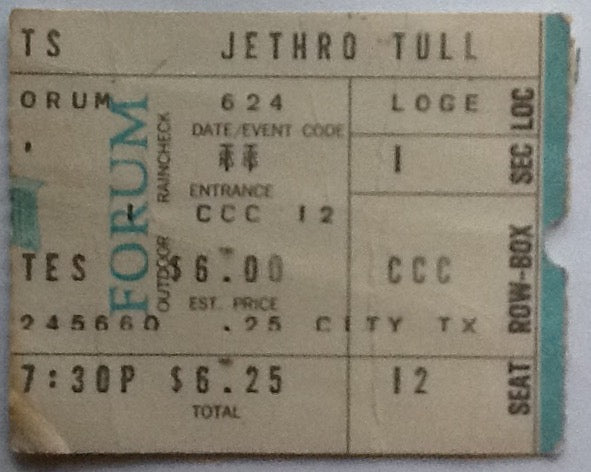 TS JETHRO TULL
ORUM 624 LOGE
DATE/EVENT CODE
1
ENTRANCE
CCC 12
TES $6.00 CCC
EST. PRICE
245660 .25 CITY TX
7:30P $6.25 12
TOTAL
FORUM
OUTDOOR RAINCHECK
LOC
SEC
ROW-BOX
SEAT